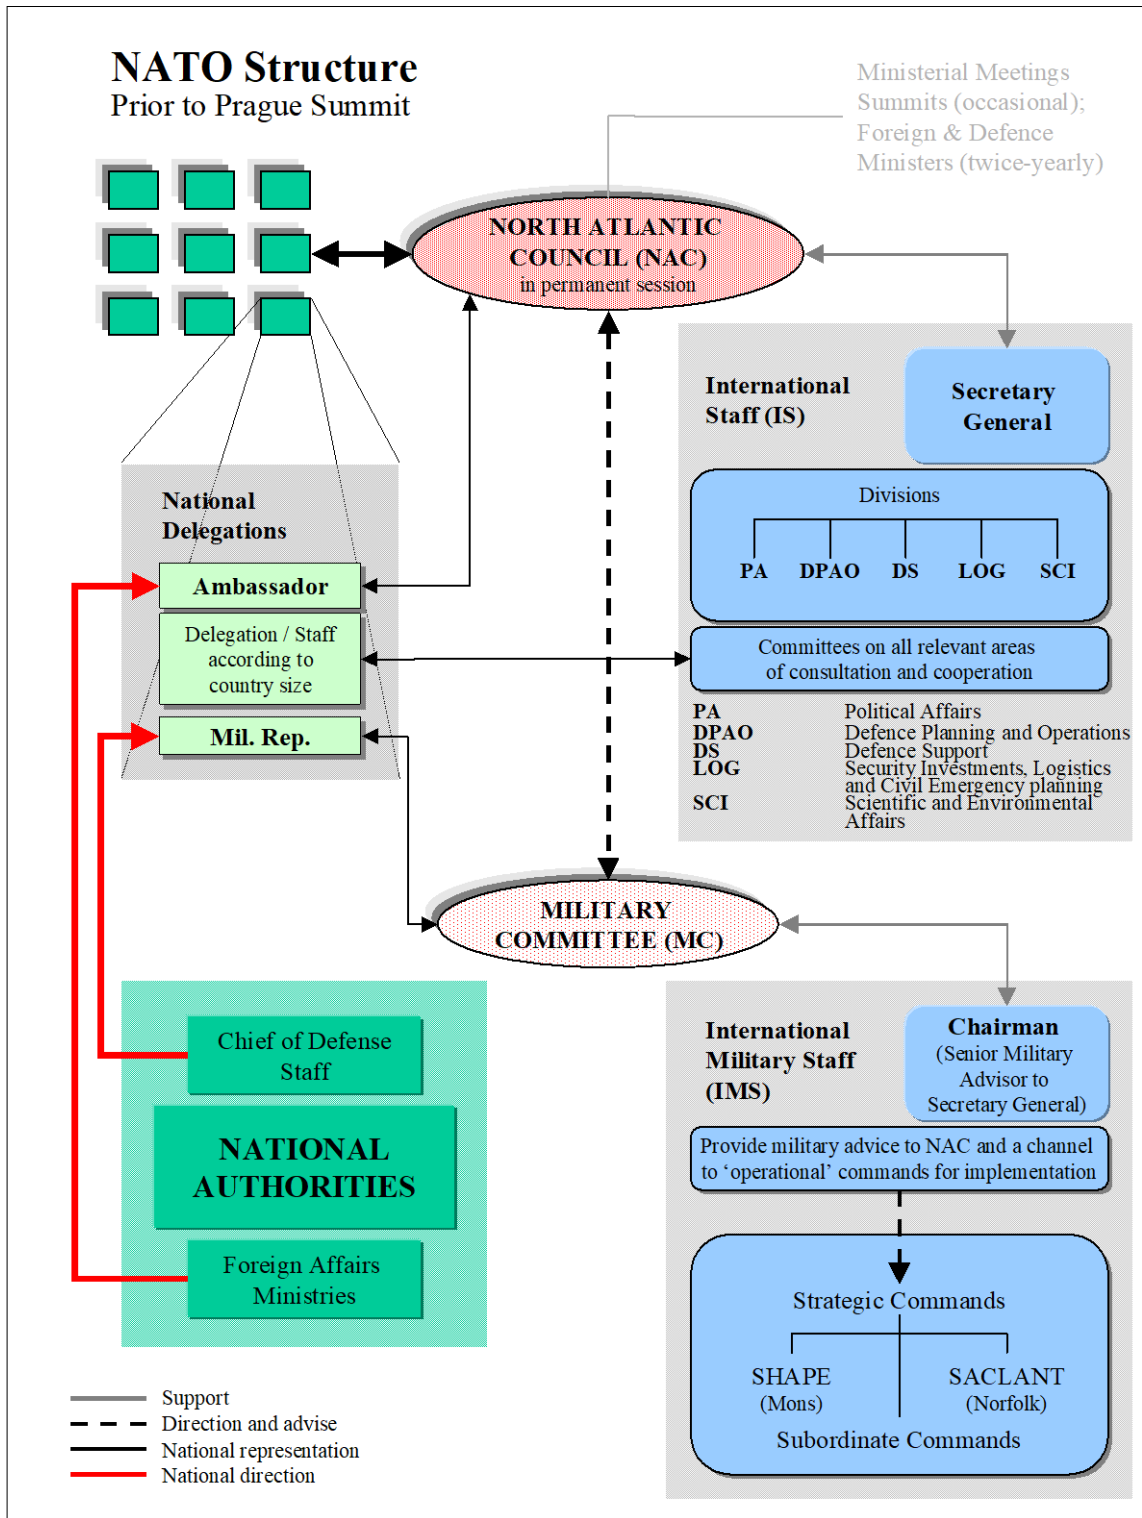 NATO Structure
Prior to Prague Summit
Ministerial Meetings
Summits (occasional);
Foreign & Defence
Ministers (twice-yearly)
NORTH ATLANTIC
COUNCIL (NAC)
in permanent session
International
Staff (IS)
Secretary
General
Divisions
PA DPAO DS LOG SCI
Committees on all relevant areas
of consultation and cooperation
PA Political Affairs
DPAO Defence Planning and Operations
DS Defence Support
LOG Security Investments, Logistics
and Civil Emergency planning
SCI Scientific and Environmental
Affairs
National
Delegations
Ambassador
Delegation / Staff
according to
country size
Mil. Rep.
MILITARY
COMMITTEE (MC)
Chief of Defense
Staff
NATIONAL
AUTHORITIES
Foreign Affairs
Ministries
International
Military Staff
(IMS)
Chairman
(Senior Military
Advisor to
Secretary General)
Provide military advice to NAC and a channel
to ‘operational’ commands for implementation
Strategic Commands
SHAPE
(Mons)
SACLANT
(Norfolk)
Subordinate Commands
Support
Direction and advise
National representation
National direction